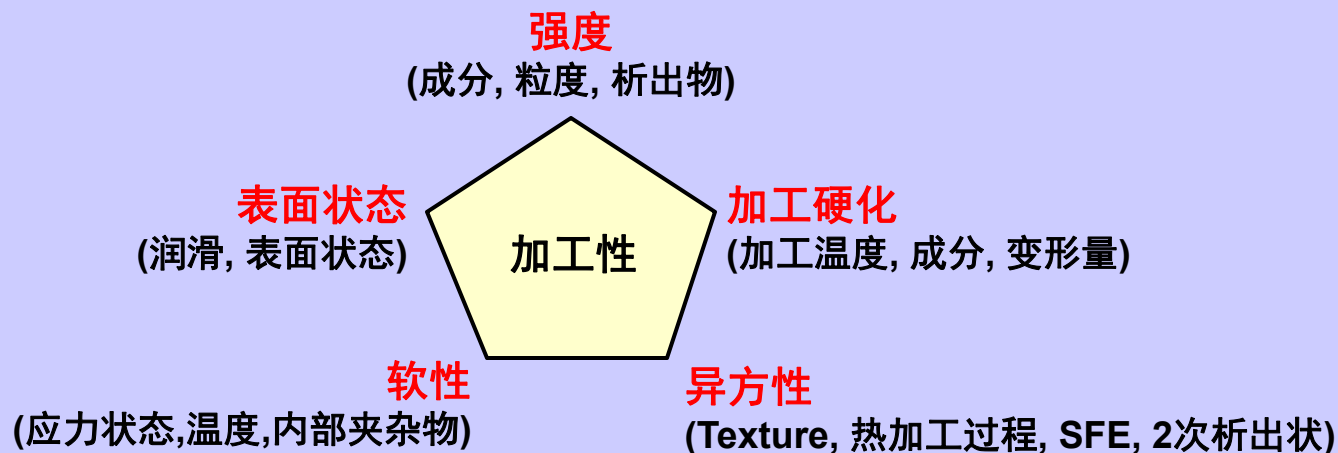 强度
(成分, 粒度, 析出物)
表面状态
(润滑, 表面状态)
加工性
加工硬化
(加工温度, 成分, 变形量)
软性
(应力状态,温度,内部夹杂物)
异方性
(Texture, 热加工过程, SFE, 2次析出状)